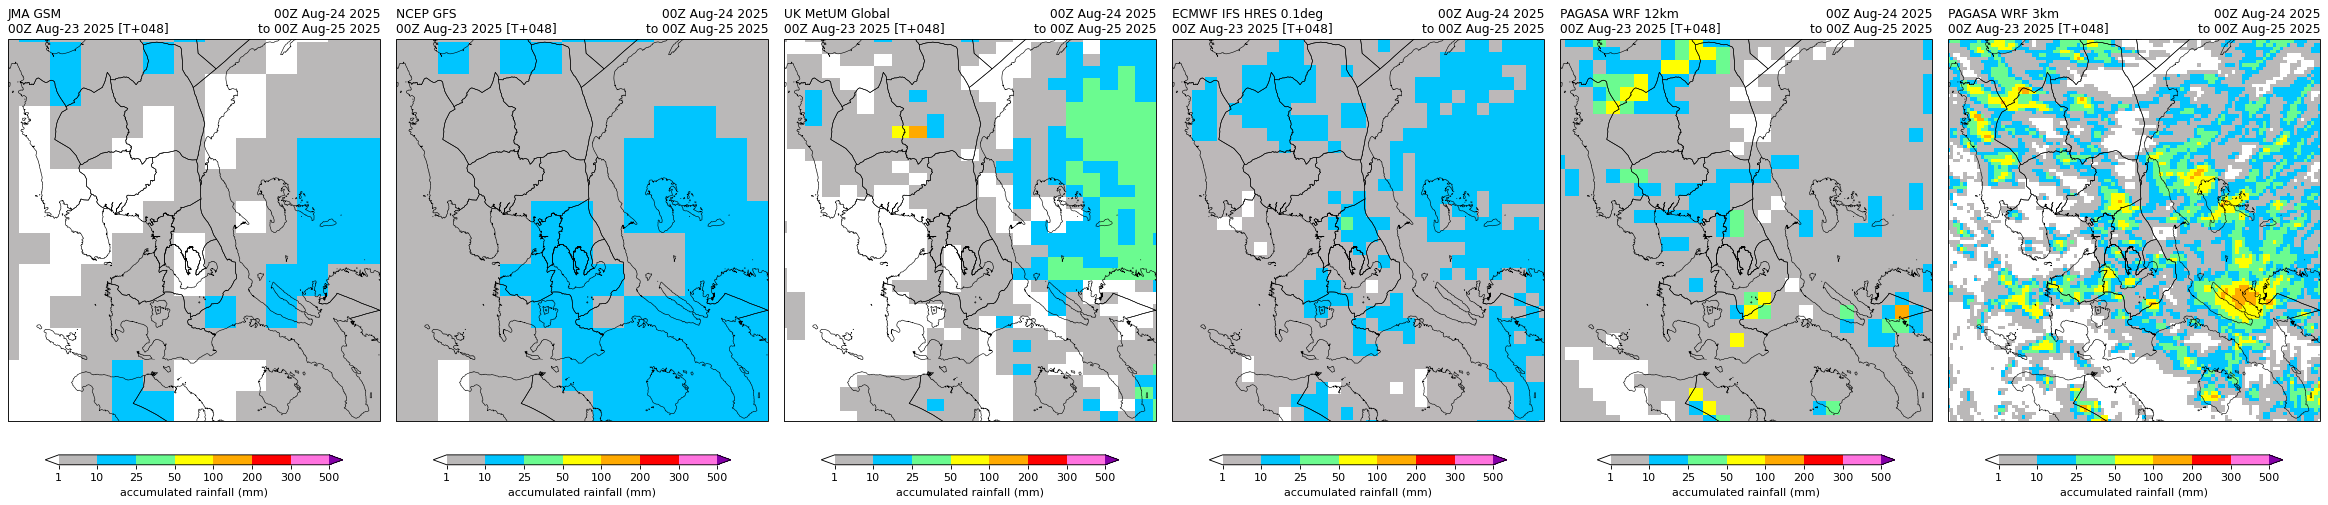 JMA GSM 00Z Aug-24 2025
00Z Aug-23 2025 [T+048] to 00Z Aug-25 2025
NCEP GFS 00Z Aug-24 2025
00Z Aug-23 2025 [T+048] to 00Z Aug-25 2025
UK MetUM Global 00Z Aug-24 2025
00Z Aug-23 2025 [T+048] to 00Z Aug-25 2025
ECMWF IFS HRES 0.1deg 00Z Aug-24 2025
00Z Aug-23 2025 [T+048] to 00Z Aug-25 2025
PAGASA WRF 12km 00Z Aug-24 2025
00Z Aug-23 2025 [T+048] to 00Z Aug-25 2025
PAGASA WRF 3km 00Z Aug-24 2025
00Z Aug-23 2025 [T+048] to 00Z Aug-25 2025
1 10 25 50 100 200 300 500
accumulated rainfall (mm)
1 10 25 50 100 200 300 500
accumulated rainfall (mm)
1 10 25 50 100 200 300 500
accumulated rainfall (mm)
1 10 25 50 100 200 300 500
accumulated rainfall (mm)
1 10 25 50 100 200 300 500
accumulated rainfall (mm)
1 10 25 50 100 200 300 500
accumulated rainfall (mm)